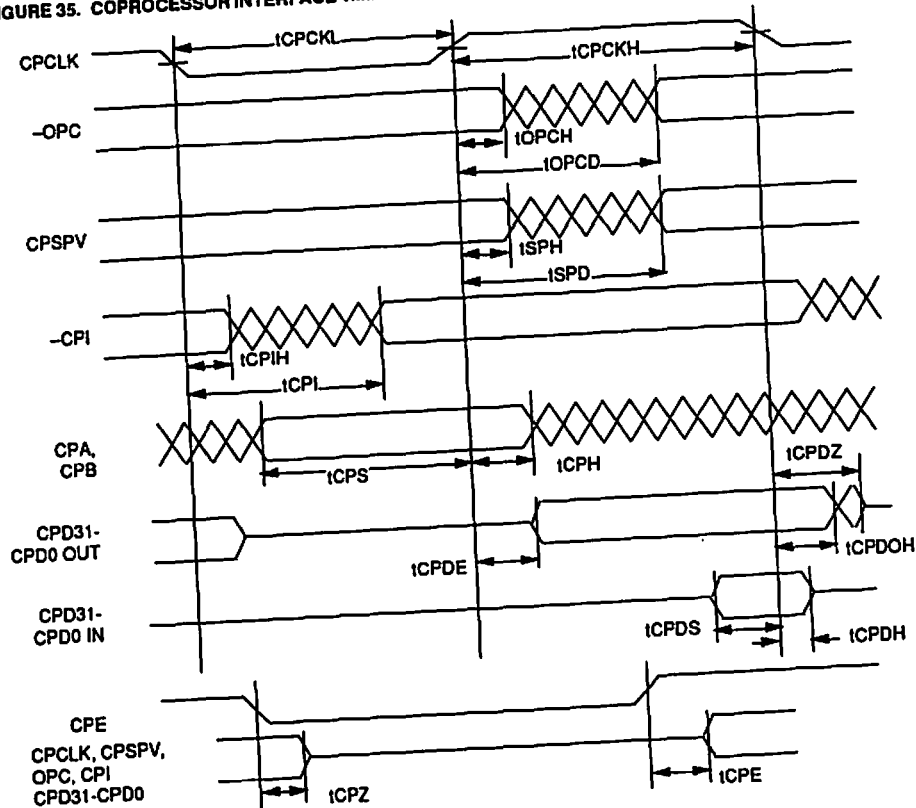 IGURE 35. COPROCESSOR INTERFACE
tCPCKL
CPCLK
tCPCKH
–OPC
tOPCH
tOPCD
CPSPV
tSPH
tSPD
–CPI
tCPIH
tCPI
CPA,
CPB
tCPS
tCPH
tCPDZ
CPD31-
CPD0 OUT
tCPDE
tCPDOH
CPD31-
CPD0 IN
tCPDS
tCPDH
CPE
CPCLK, CPSPV,
OPC, CPI
CPD31-CPD0
tCPZ
tCPE